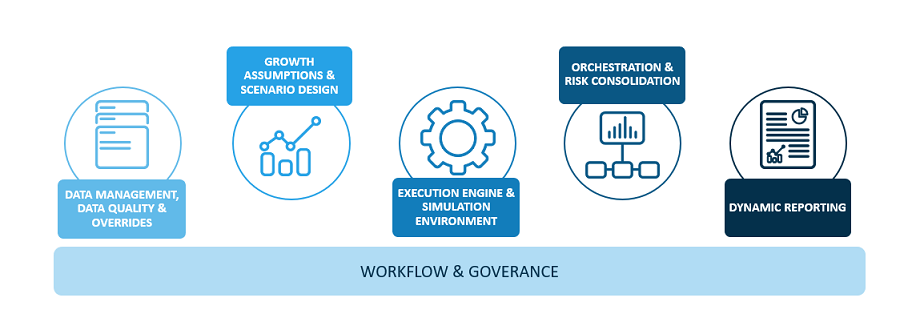 DATA MANAGEMENT,
DATA QUALITY &
OVERRIDES
GROWTH
ASSUMPTIONS &
SCENARIO DESIGN
EXECUTION ENGINE &
SIMULATION
ENVIRONMENT
ORCHESTRATION &
RISK CONSOLIDATION
DYNAMIC REPORTING
WORKFLOW & GOVERANCE